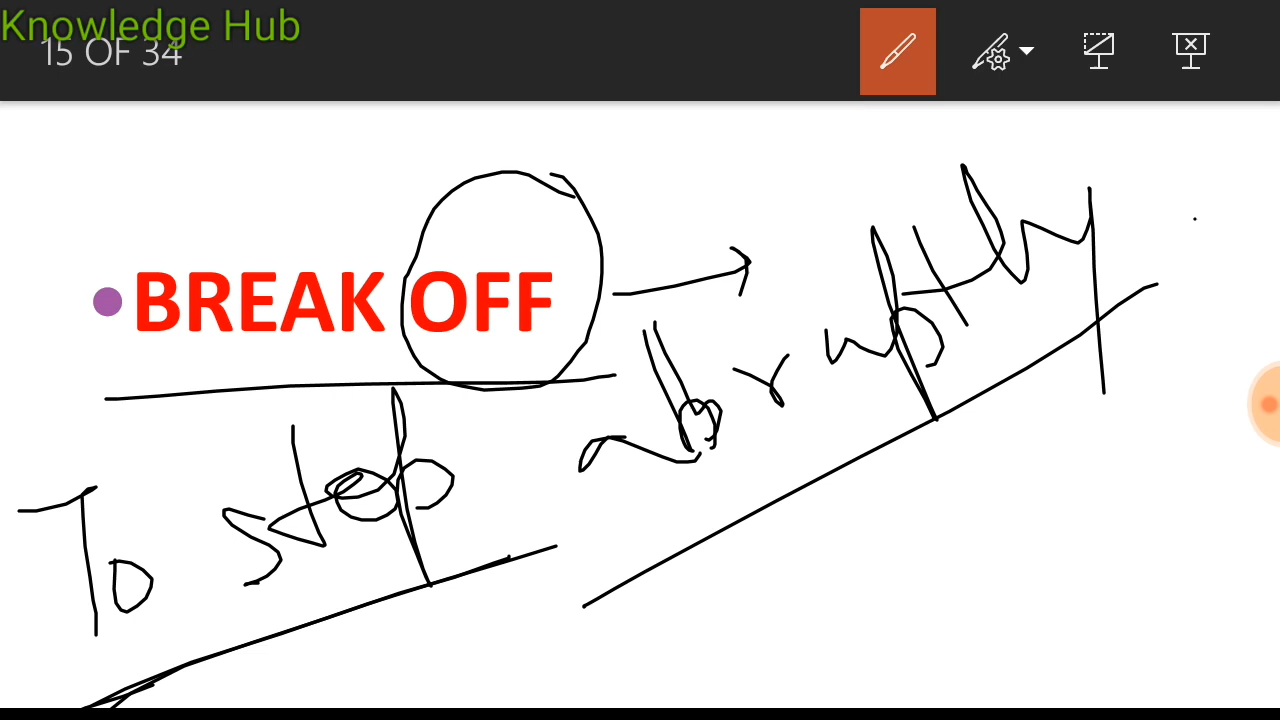 Knowledge Hub
15 OF 34
•BREAK OFF
To stop abruptly